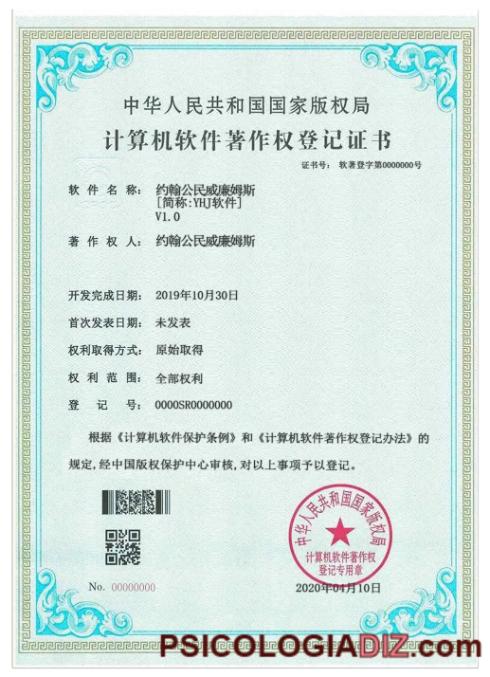 中华人民共和国国家版权局
计算机软件著作权登记证书
证书号： 软著登字第0000000号
软件名称： 约翰公民威廉姆斯
[简称:YHJ软件]
V1.0
著作权人： 约翰公民威廉姆斯
开发完成日期： 2019年10月30日
首次发表日期： 未发表
权利取得方式： 原始取得
权利范围： 全部权利
登记号： 0000SR0000000
根据《计算机软件保护条例》和《计算机软件著作权登记办法》的
规定,经中国版权保护中心审核,对以上事项予以登记。
中华人民共和国国家版权局
计算机软件著作权
登记专用章
No. 00000000
2020年04月10日
PSICOLOGIADIZ.com